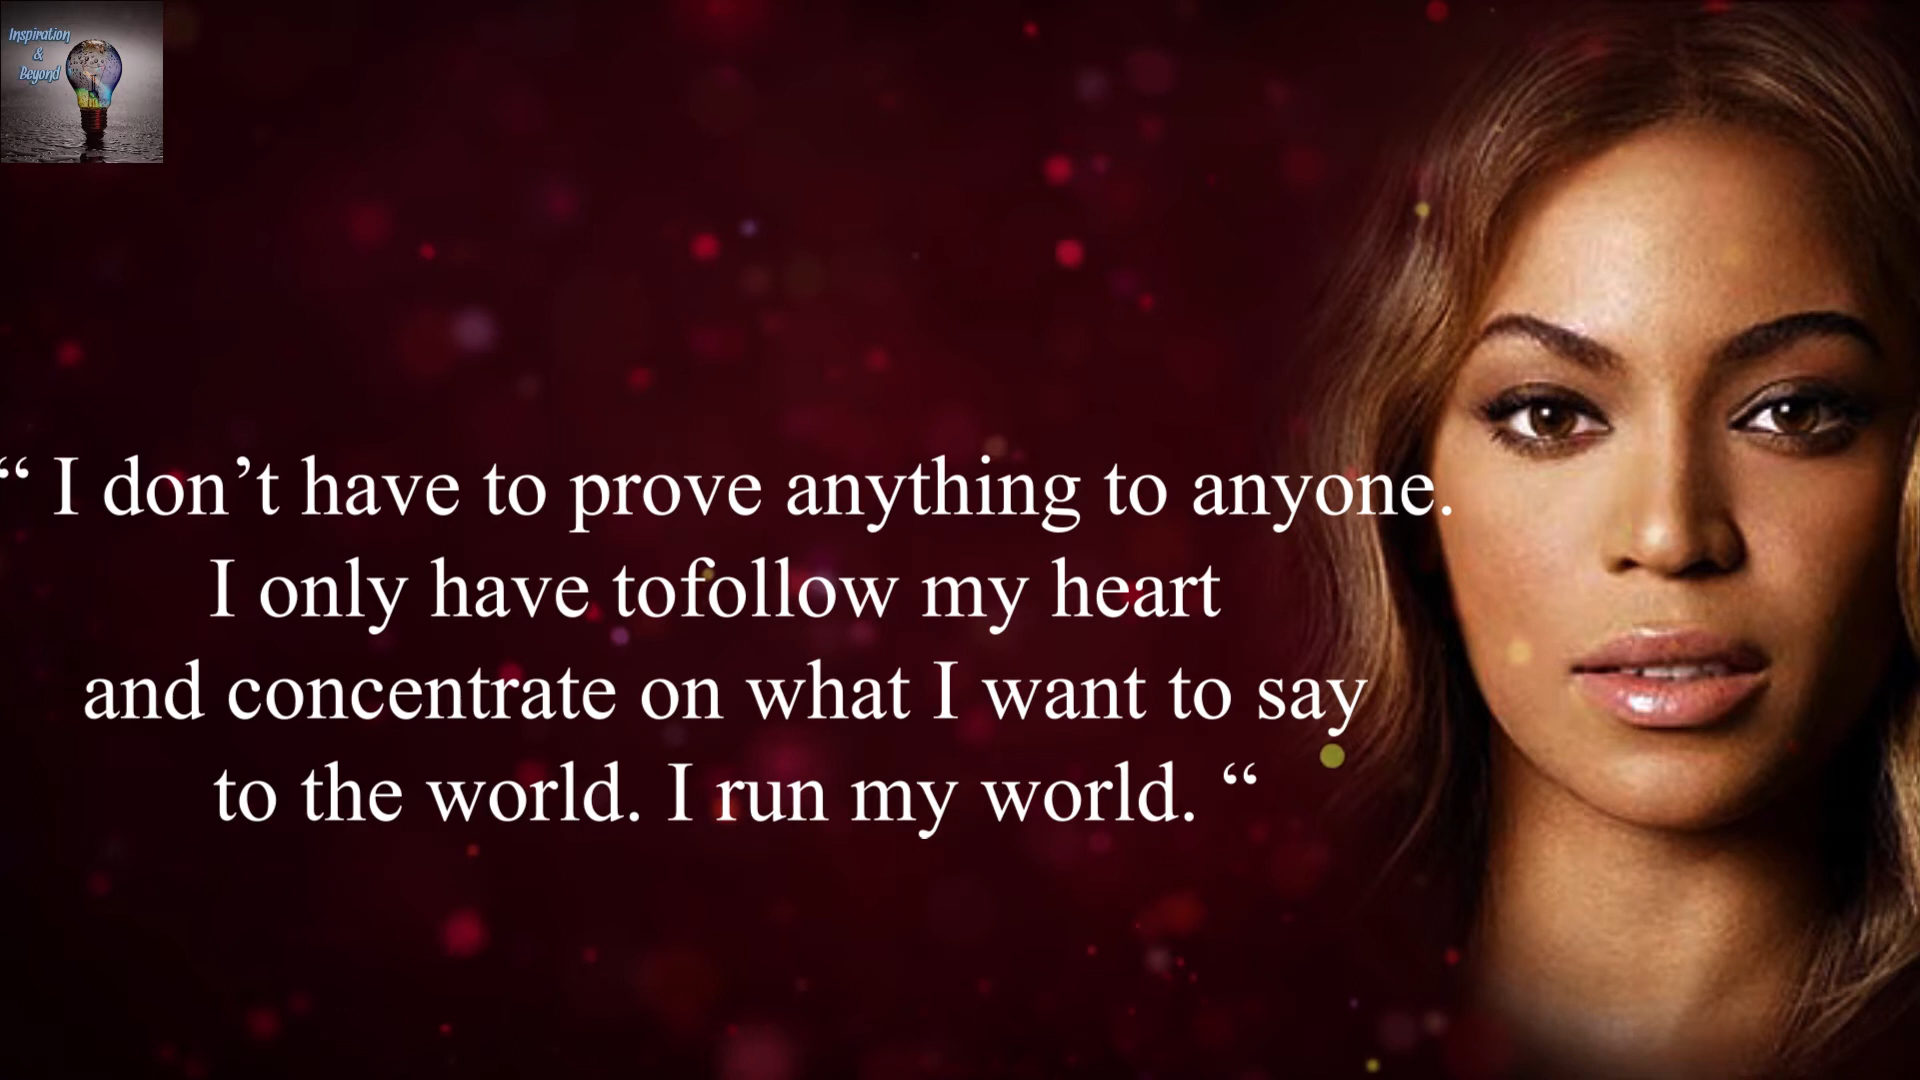 Inspiration
&
Beyond
“ I don’t have to prove anything to anyone.
I only have tofollow my heart
and concentrate on what I want to say
to the world. I run my world. “